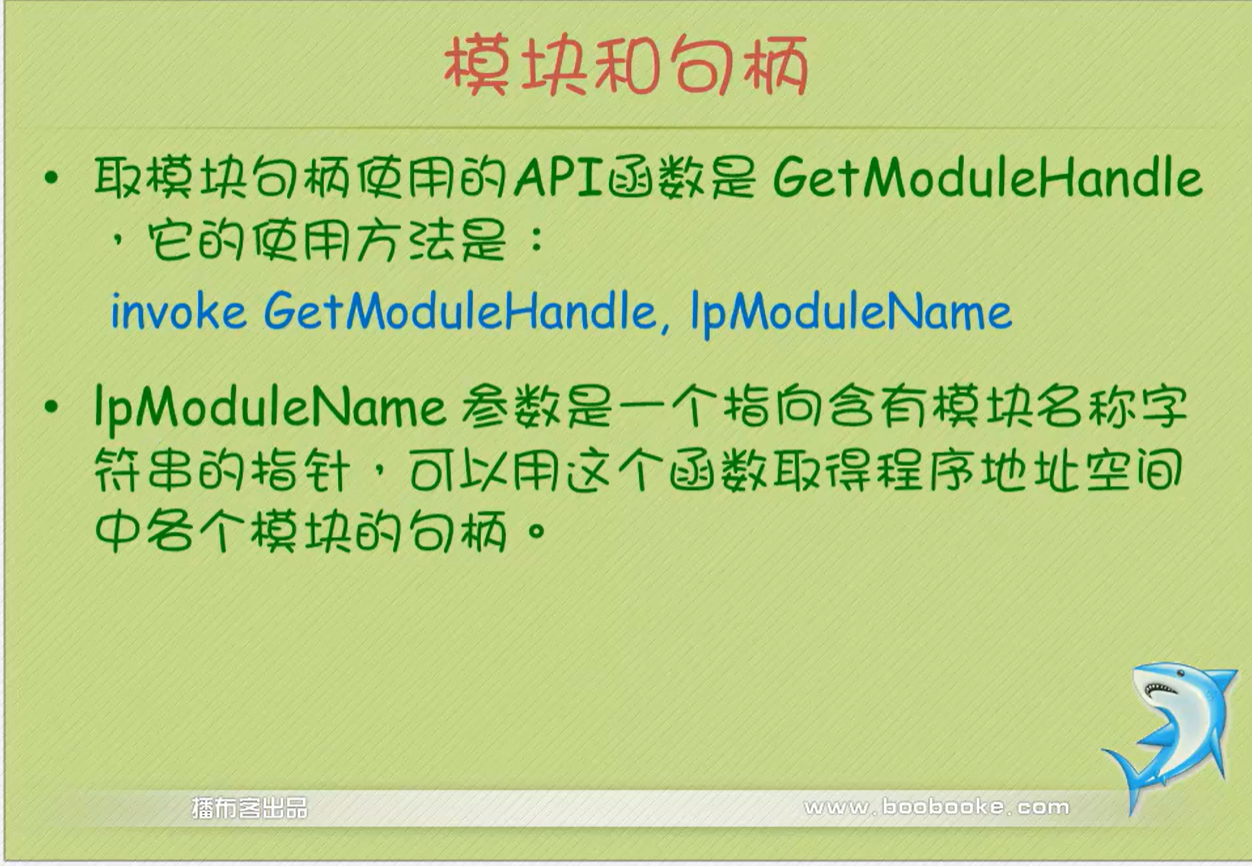 模块和句柄
• 取模块句柄使用的API函数是 GetModuleHandle
，它的使用方法是：
invoke GetModuleHandle, lpModuleName
• lpModuleName 参数是一个指向含有模块名称字
符串的指针，可以用这个函数取得程序地址空间
中各个模块的句柄。
播布客出品
www.boobooke.com